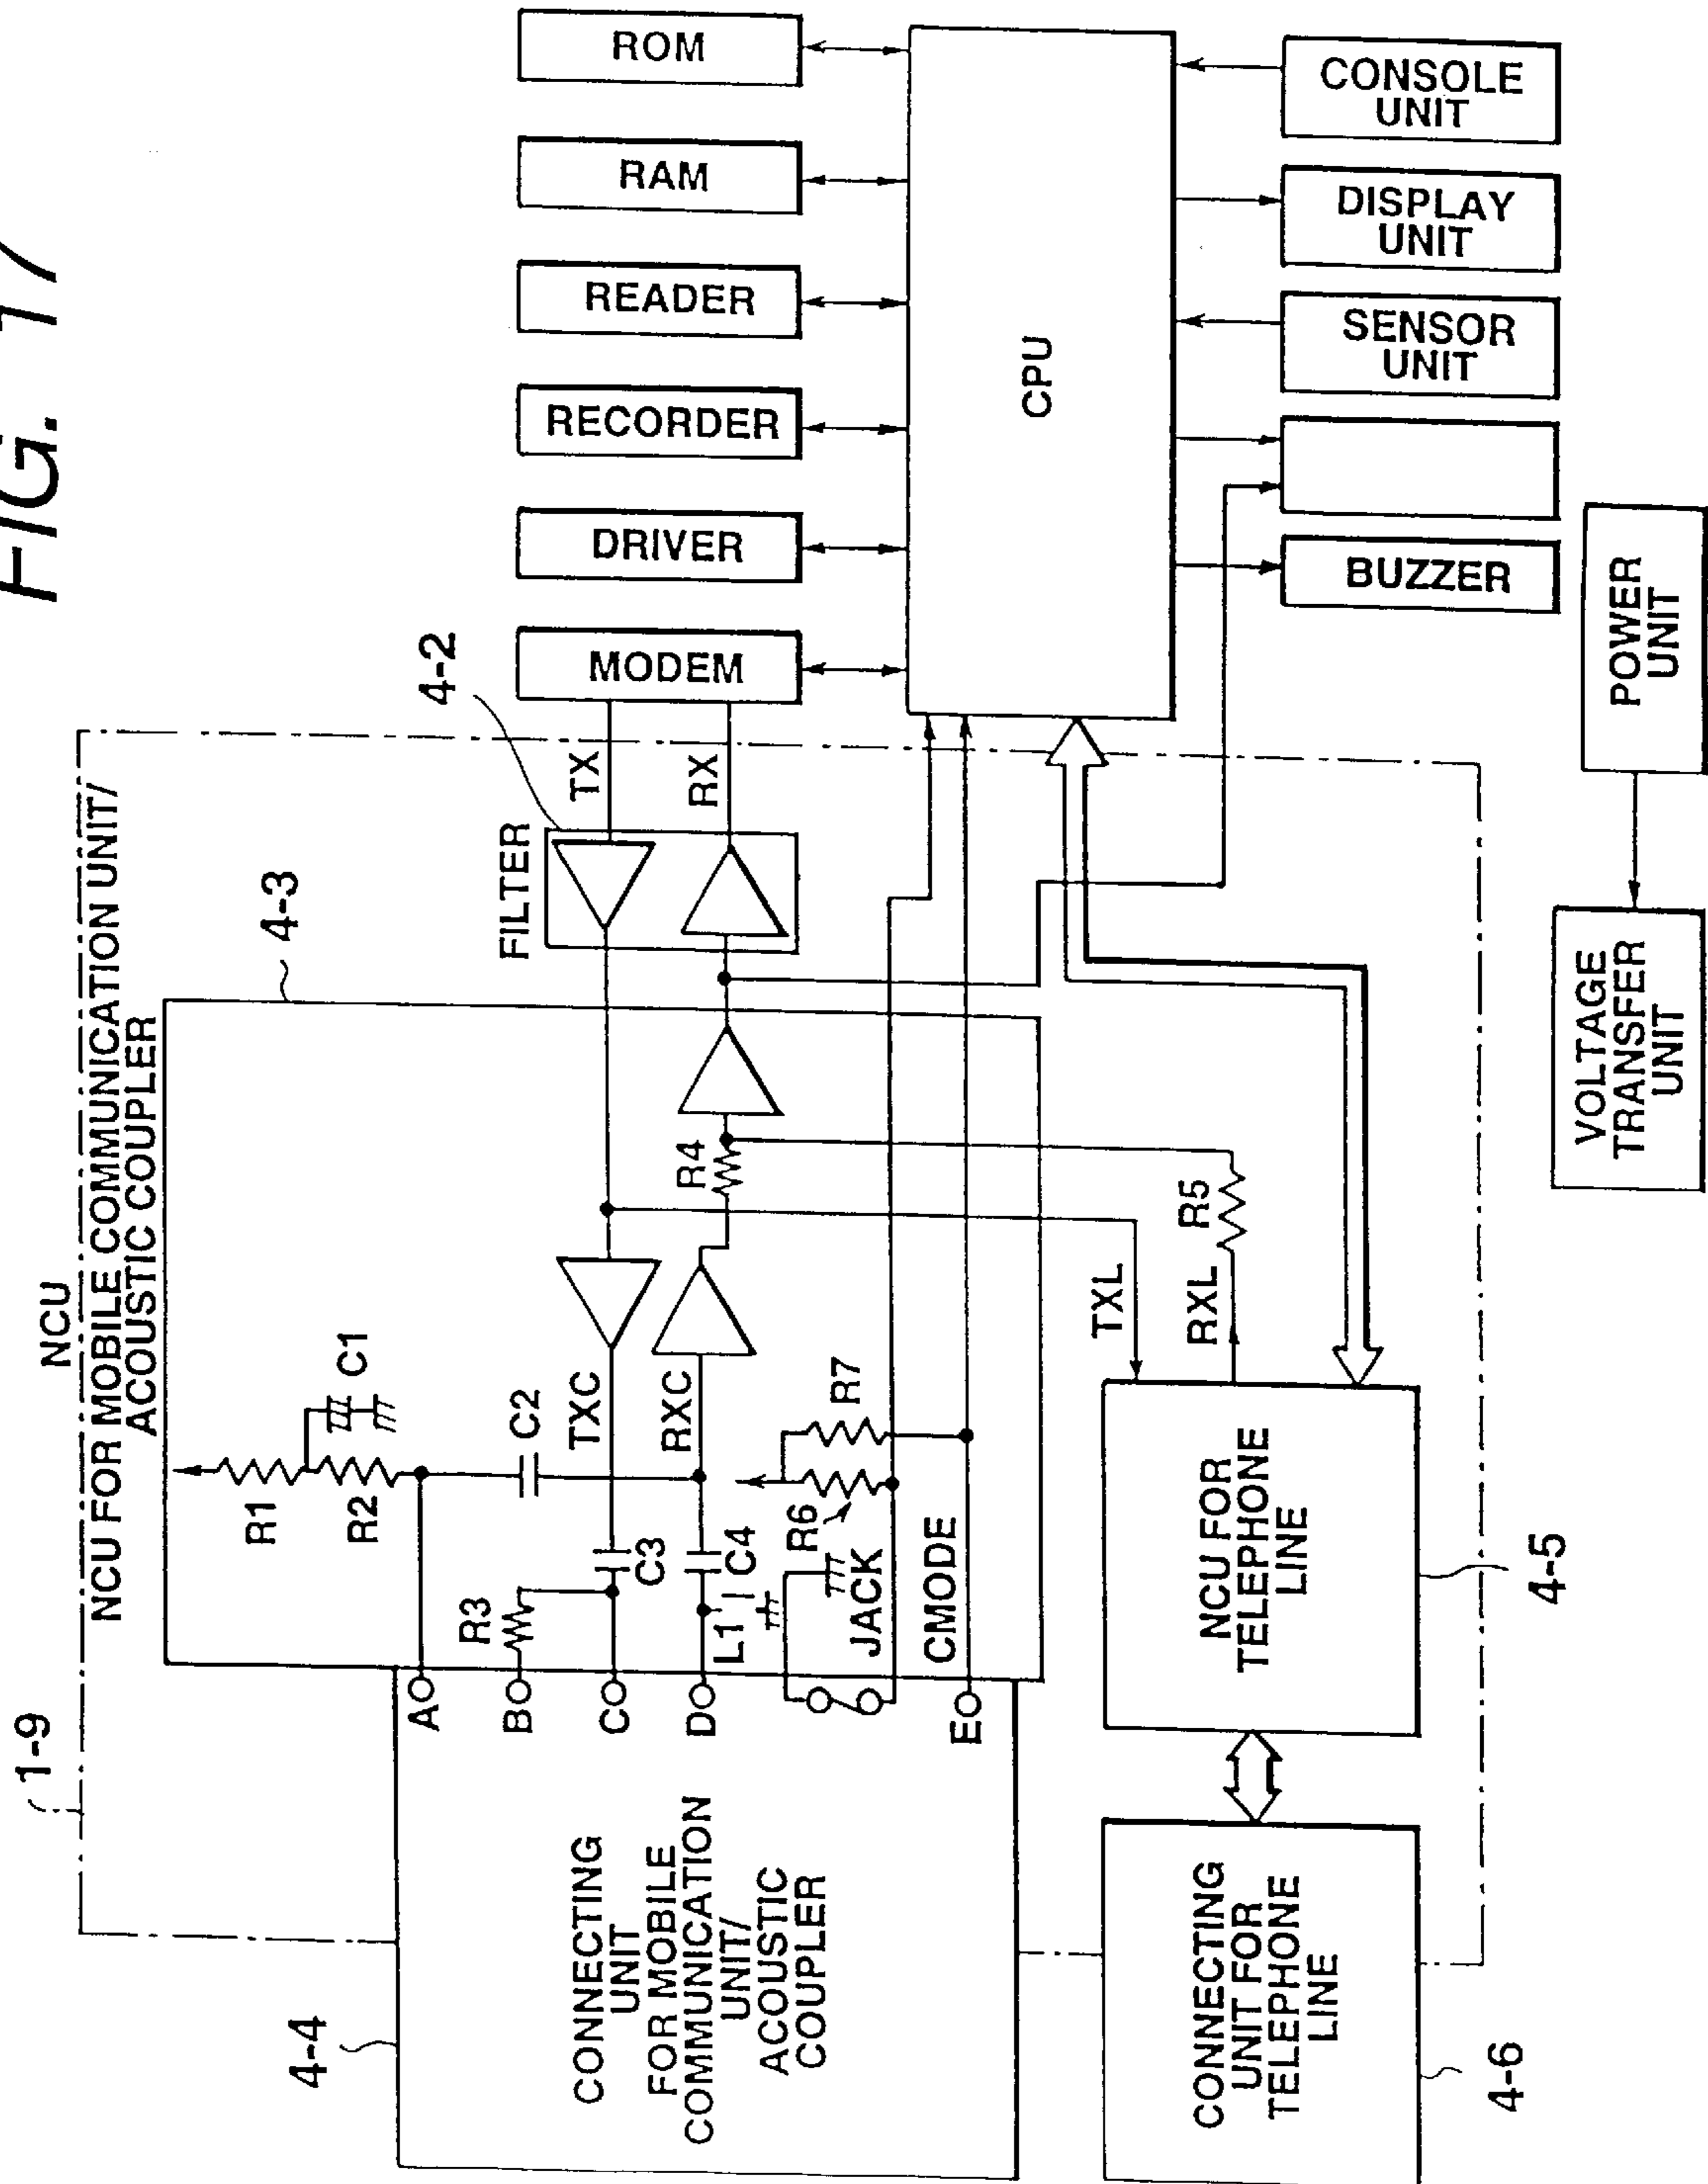 FIG. 17
NCU
NCU FOR MOBILE COMMUNICATION UNIT/
ACOUSTIC COUPLER
1-9
4-3
4-2
4-4
CONNECTING
UNIT
FOR MOBILE
COMMUNICATION
UNIT/
ACOUSTIC
COUPLER
A
B
C
D
E
R1
R2
C1
C2
R3
C3
TXC
RXC
L1
C4
R6
R7
JACK
CMODE
R4
FILTER
TX
RX
MODEM
DRIVER
RECORDER
READER
RAM
ROM
CPU
CONSOLE
UNIT
DISPLAY
UNIT
SENSOR
UNIT
BUZZER
TXL
RXL
R5
NCU FOR
TELEPHONE
LINE
4-5
CONNECTING
UNIT FOR
TELEPHONE
LINE
4-6
POWER
UNIT
VOLTAGE
TRANSFER
UNIT